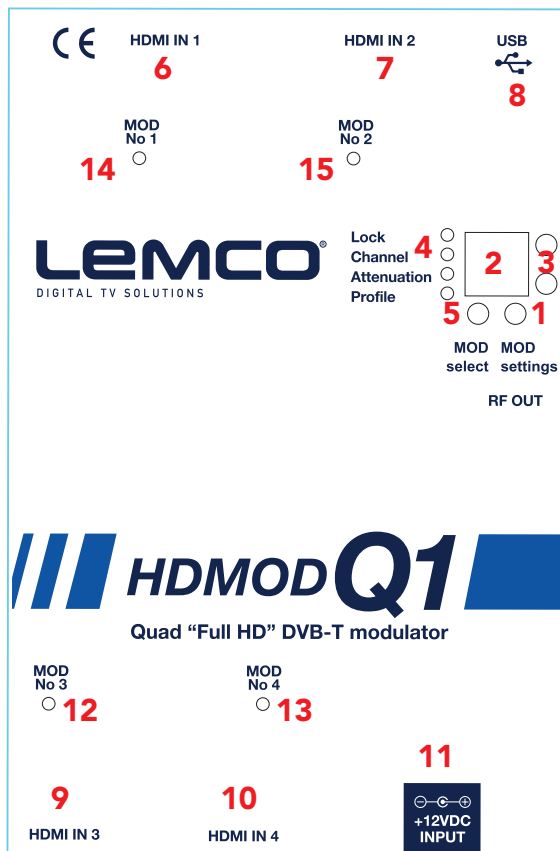 CE
HDMI IN 1
HDMI IN 2
USB
6
7
8
MOD
No 1
MOD
No 2
14
15
LEMCO®
DIGITAL TV SOLUTIONS
Lock
Channel
Attenuation
Profile
4
2
3
5
1
MOD
select
MOD
settings
RF OUT
HDMOD Q1
Quad “Full HD” DVB-T modulator
MOD
No 3
MOD
No 4
12
13
11
9
10
HDMI IN 3
HDMI IN 4
+12VDC
INPUT